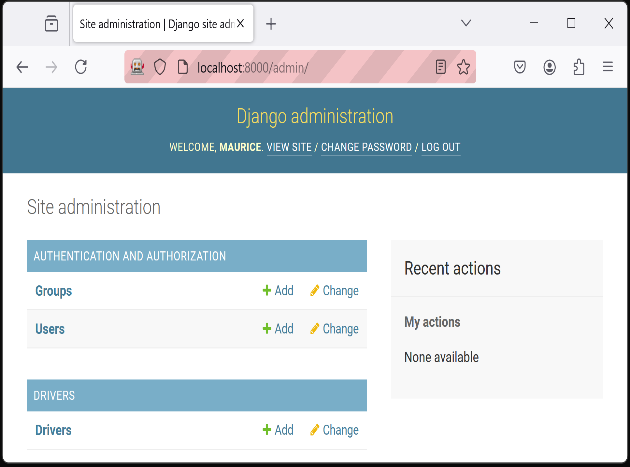 Site administration | Django site adm
localhost:8000/admin/
Django administration
WELCOME, MAURICE. VIEW SITE / CHANGE PASSWORD / LOG OUT
Site administration
AUTHENTICATION AND AUTHORIZATION
Groups Add Change
Users Add Change
DRIVERS
Drivers Add Change
Recent actions
My actions
None available